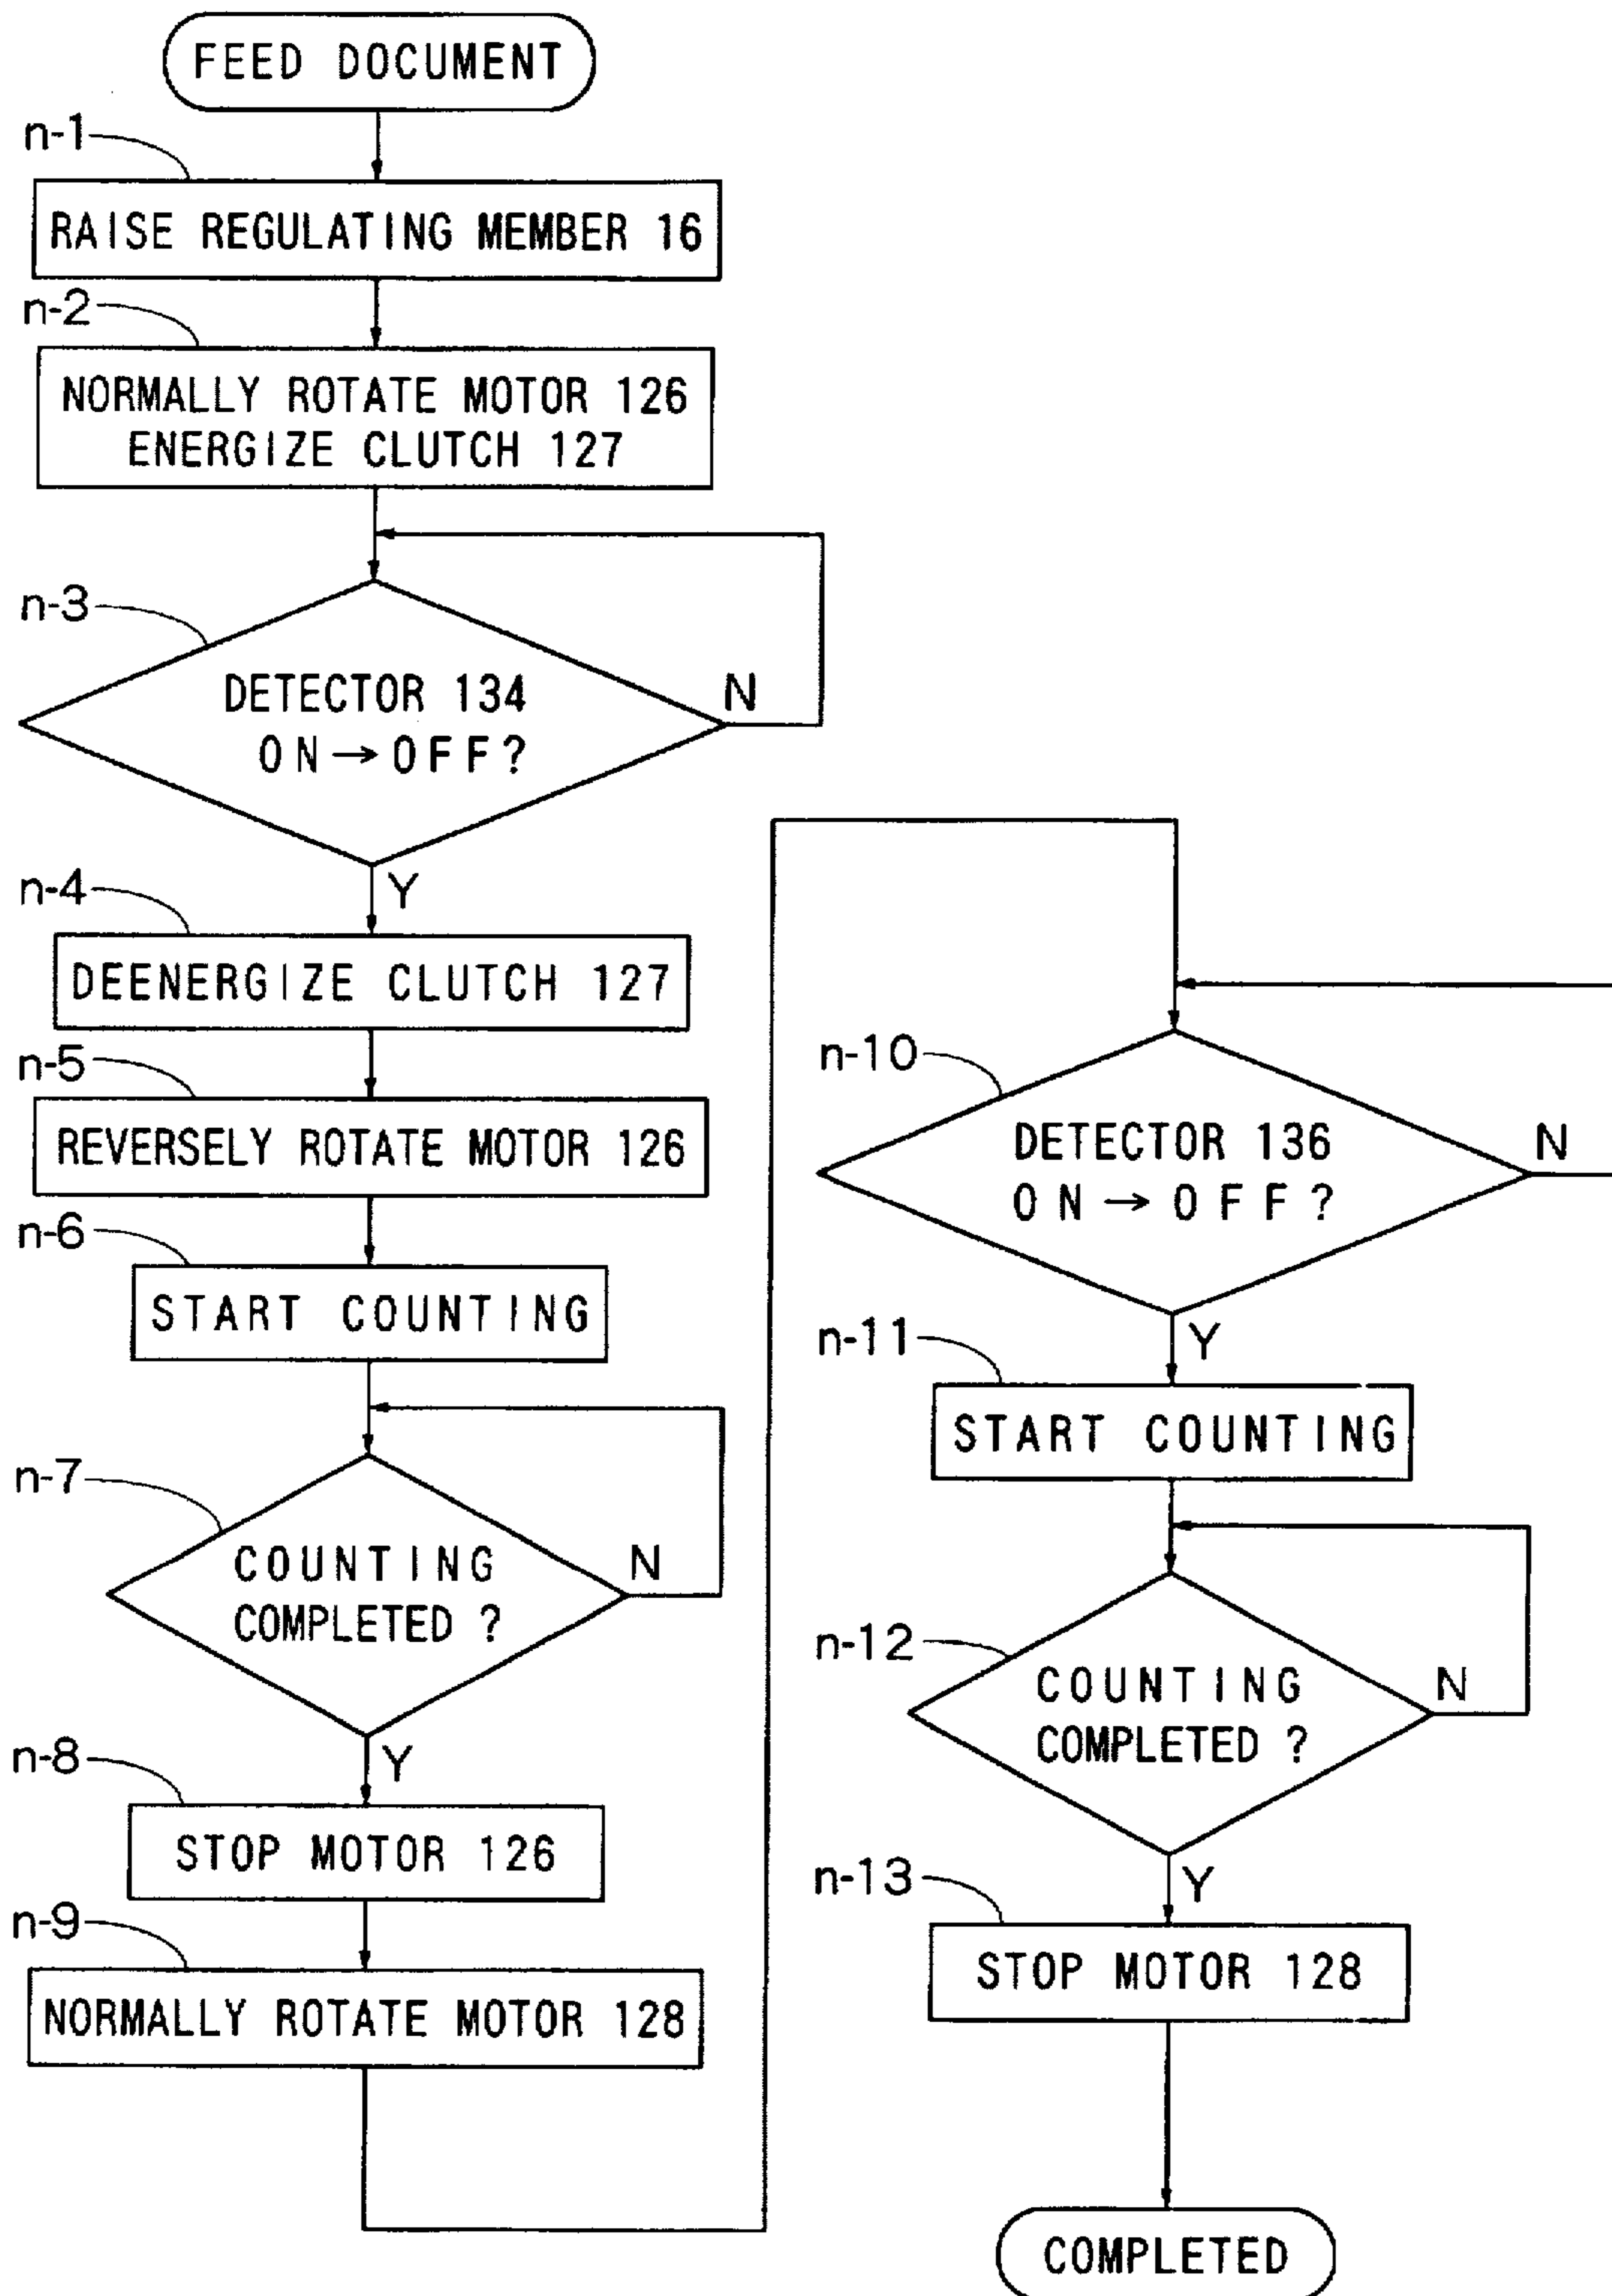 FEED DOCUMENT
n-1
RAISE REGULATING MEMBER 16
n-2
NORMALLY ROTATE MOTOR 126
ENERGIZE CLUTCH 127
n-3
DETECTOR 134
ON→OFF?
N
Y
n-4
DEENERGIZE CLUTCH 127
n-5
REVERSELY ROTATE MOTOR 126
n-6
START COUNTING
n-7
COUNTING
COMPLETED ?
N
Y
n-8
STOP MOTOR 126
n-9
NORMALLY ROTATE MOTOR 128
n-10
DETECTOR 136
ON→OFF?
N
Y
n-11
START COUNTING
n-12
COUNTING
COMPLETED ?
N
Y
n-13
STOP MOTOR 128
COMPLETED